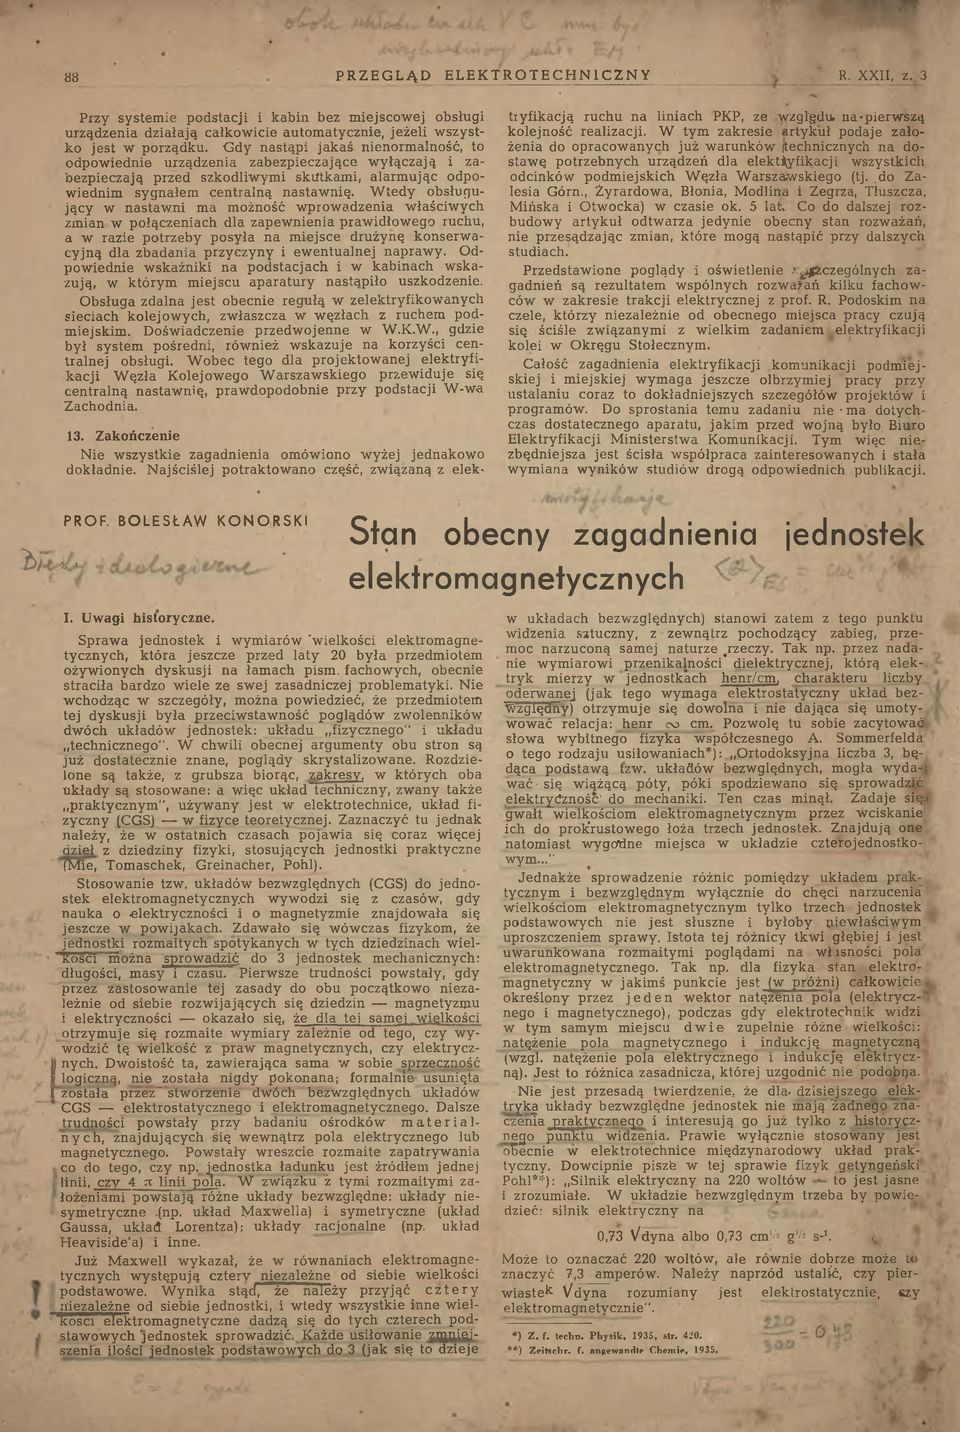 88
PRZEGLĄD ELEKTROTECHNICZNY
R. XXII, z. 3
Przy systemie podstacji i kabin bez miejscowej obsługi
urządzenia działają całkowicie automatycznie, jeżeli wszyst-
ko jest w porządku. Gdy nastąpi jakaś nienormalność, to
odpowiednie urządzenia zabezpieczające wyłączają i za-
bezpieczają przed szkodliwymi skutkami, alarmując odpo-
wiednim sygnałem centralną nastawnię. Wtedy obsługu-
jący w nastawni ma możność wprowadzenia właściwych
zmian w połączeniach dla zapewnienia prawidłowego ruchu,
a w razie potrzeby posyła na miejsce drużynę konserwa-
cyjną dla zbadania przyczyny i ewentualnej naprawy. Od-
powiednie wskaźniki na podstacjach i w kabinach wska-
zują, w którym miejscu aparatury nastąpiło uszkodzenie.
Obsługa zdalna jest obecnie regułą w zelektryfikowanych
sieciach kolejowych, zwłaszcza w węzłach z ruchem pod-
miejskim. Doświadczenie przedwojenne w W.K.W., gdzie
był system pośredni, również wskazuje na korzyści cen-
tralnej obsługi. Wobec tego dla projektowanej elektryfi-
kacji Węzła Kolejowego Warszawskiego przewiduje się
centralną nastawnię, prawdopodobnie przy podstacji W-wa
Zachodnia.
13. Zakończenie
Nie wszystkie zagadnienia omówiono wyżej jednakowo
dokładnie. Najściślej potraktowano część, związaną z elek-
tryfikacją ruchu na liniach PKP, ze względu na pierwszą
kolejność realizacji. W tym zakresie artykuł podaje zało-
żenia do opracowanych już warunków technicznych na do-
stawę potrzebnych urządzeń dla elektryfikacji wszystkich
odcinków podmiejskich Węzła Warszawskiego (tj. do Za-
lesia Górn., Żyrardowa, Błonia, Modlina i Zegrza, Tłuszcza,
Mińska i Otwocka) w czasie ok. 5 lat. Co do dalszej roz-
budowy artykuł odtwarza jedynie obecny stan rozważań,
nie przesądzając zmian, które mogą nastąpić przy dalszych
studiach.
Przedstawione poglądy i oświetlenie poszczególnych za-
gadnień są rezultatem wspólnych rozważań kilku fachow-
ców w zakresie trakcji elektrycznej z prof. R. Podoskim na
czele, którzy niezależnie od obecnego miejsca pracy czują
się ściśle związanymi z wielkim zadaniem elektryfikacji
kolei w Okręgu Stołecznym.
Całość zagadnienia elektryfikacji komunikacji podmiej-
skiej i miejskiej wymaga jeszcze olbrzymiej pracy przy
ustalaniu coraz to dokładniejszych szczegółów projektów i
programów. Do sprostania temu zadaniu nie ma dotych-
czas dostatecznego aparatu, jakim przed wojną było Biuro
Elektryfikacji Ministerstwa Komunikacji. Tym więc nie-
zbędniejsza jest ścisła współpraca zainteresowanych i stała
wymiana wyników studiów drogą odpowiednich publikacji.
PROF. BOLESŁAW KONORSKI
Stan obecny zagadnienia jednostek
elektromagnetycznych
Błędy ideologiczne
I. Uwagi historyczne.
Sprawa jednostek i wymiarów wielkości elektromagne-
tycznych, która jeszcze przed laty 20 była przedmiotem
ożywionych dyskusji na łamach pism fachowych, obecnie
straciła bardzo wiele ze swej zasadniczej problematyki. Nie
wchodząc w szczegóły, można powiedzieć, że przedmiotem
tej dyskusji była przeciwstawność poglądów zwolenników
dwóch układów jednostek: układu „fizycznego" i układu
„technicznego". W chwili obecnej argumenty obu stron są
już dostatecznie znane, poglądy skrystalizowane. Rozdzie-
lone są także, z grubsza biorąc, zakresy, w których oba
układy są stosowane: a więc układ techniczny, zwany także
„praktycznym", używany jest w elektrotechnice, układ fi-
zyczny (CGS) — w fizyce teoretycznej. Zaznaczyć tu jednak
należy, że w ostatnich czasach pojawia się coraz więcej
dzieł z dziedziny fizyki, stosujących jednostki praktyczne
(Mie, Tomaschek, Greinacher, Pohl).
Stosowanie tzw. układów bezwzględnych (CGS) do jedno-
stek elektromagnetycznych wywodzi się z czasów, gdy
nauka o elektryczności i o magnetyzmie znajdowała się
jeszcze w powijakach. Zdawało się wówczas fizykom, że
jednostki rozmaitych spotykanych w tych dziedzinach wiel-
kości można sprowadzić do 3 jednostek mechanicznych:
długości, masy i czasu. Pierwsze trudności powstały, gdy
przez zastosowanie tej zasady do obu początkowo nieza-
leżnie od siebie rozwijających się dziedzin — magnetyzmu
i elektryczności — okazało się, że dla tej samej wielkości
otrzymuje się rozmaite wymiary zależnie od tego, czy wy-
wodzić tę wielkość z praw magnetycznych, czy elektrycz-
nych. Dwoistość ta, zawierająca sama w sobie sprzeczność
logiczną, nie została nigdy pokonana; formalnie usunięta
została przez stworzenie dwóch bezwzględnych układów
CGS — elektrostatycznego i elektromagnetycznego. Dalsze
trudności powstały przy badaniu ośrodków material-
nych, znajdujących się wewnątrz pola elektrycznego lub
magnetycznego. Powstały wreszcie rozmaite zapatrywania
co do tego, czy np. jednostka ładunku jest źródłem jednej
linii, czy 4 π linii pola. W związku z tymi rozmaitymi za-
łożeniami powstają różne układy bezwzględne: układy nie-
symetryczne (np. układ Maxwella) i symetryczne (układ
Gaussa, układ Lorentza); układy racjonalne (np. układ
Heaviside'a) i inne.
Już Maxwell wykazał, że w równaniach elektromagne-
tycznych występują cztery niezależne od siebie wielkości
podstawowe. Wynika stąd, że należy przyjąć cztery
niezależne od siebie jednostki, i wtedy wszystkie inne wiel-
kości elektromagnetyczne dadzą się do tych czterech pod-
stawowych jednostek sprowadzić. Każde usiłowanie zmniej-
szenia ilości jednostek podstawowych do 3 (jak się to dzieje
w układach bezwzględnych) stanowi zatem z tego punktu
widzenia sztuczny, z zewnątrz pochodzący zabieg, prze-
moc narzuconą samej naturze rzeczy. Tak np. przez nada-
nie wymiarowi przenikalności dielektrycznej, którą elek-
tryk mierzy w jednostkach henr/cm, charakteru liczby
oderwanej (jak tego wymaga elektrostatyczny układ bez-
względny) otrzymuje się dowolna i nie dająca się umoty-
wować relacja: henr ∾ cm. Pozwolę tu sobie zacytować
słowa wybitnego fizyka współczesnego A. Sommerfelda
o tego rodzaju usiłowaniach*): „Ortodoksyjna liczba 3, bę-
dąca podstawą tzw. układów bezwzględnych, mogła wyda-
wać się wiążącą póty, póki spodziewano się sprowadzić
elektryczność do mechaniki. Ten czas minął. Zadaje się
gwałt wielkościom elektromagnetycznym przez wciskanie
ich do prokrustowego łoża trzech jednostek. Znajdują one
natomiast wygodne miejsca w układzie czterojednostko-
wym..."
Jednakże sprowadzenie różnic pomiędzy układem prak-
tycznym i bezwzględnym wyłącznie do chęci narzucenia
wielkościom elektromagnetycznym tylko trzech jednostek
podstawowych nie jest słuszne i byłoby niewłaściwym
uproszczeniem sprawy. Istota tej różnicy tkwi głębiej i jest
uwarunkowana rozmaitymi poglądami na własności pola
elektromagnetycznego. Tak np. dla fizyka stan elektro-
magnetyczny w jakimś punkcie jest (w próżni) całkowicie
określony przez jeden wektor natężenia pola (elektrycz-
nego i magnetycznego), podczas gdy elektrotechnik widzi
w tym samym miejscu dwie zupełnie różne wielkości:
natężenie pola magnetycznego i indukcję magnetyczną
(wzgl. natężenie pola elektrycznego i indukcję elektrycz-
ną). Jest to różnica zasadnicza, której uzgodnić nie podobna.
Nie jest przesadą twierdzenie, że dla dzisiejszego elek-
tryka układy bezwzględne jednostek nie mają żadnego zna-
czenia praktycznego i interesują go już tylko z historycz-
nego punktu widzenia. Prawie wyłącznie stosowany jest
obecnie w elektrotechnice międzynarodowy układ prak-
tyczny. Dowcipnie pisze w tej sprawie fizyk getyngeński
Pohl**): „Silnik elektryczny na 220 woltów — to jest jasne
i zrozumiałe. W układzie bezwzględnym trzeba by powie-
dzieć: silnik elektryczny na
0,73 √dyna albo 0,73 cm¹/² g¹/² s⁻¹.
Może to oznaczać 220 woltów, ale równie dobrze może to
znaczyć 7,3 amperów. Należy naprzód ustalić, czy pier-
wiastek √dyna rozumiany jest elektrostatycznie, czy
elektromagnetycznie".
*) Z. f. techn. Physik, 1935, str. 420.
**) Zeitschr. f. angewandte Chemie, 1935.